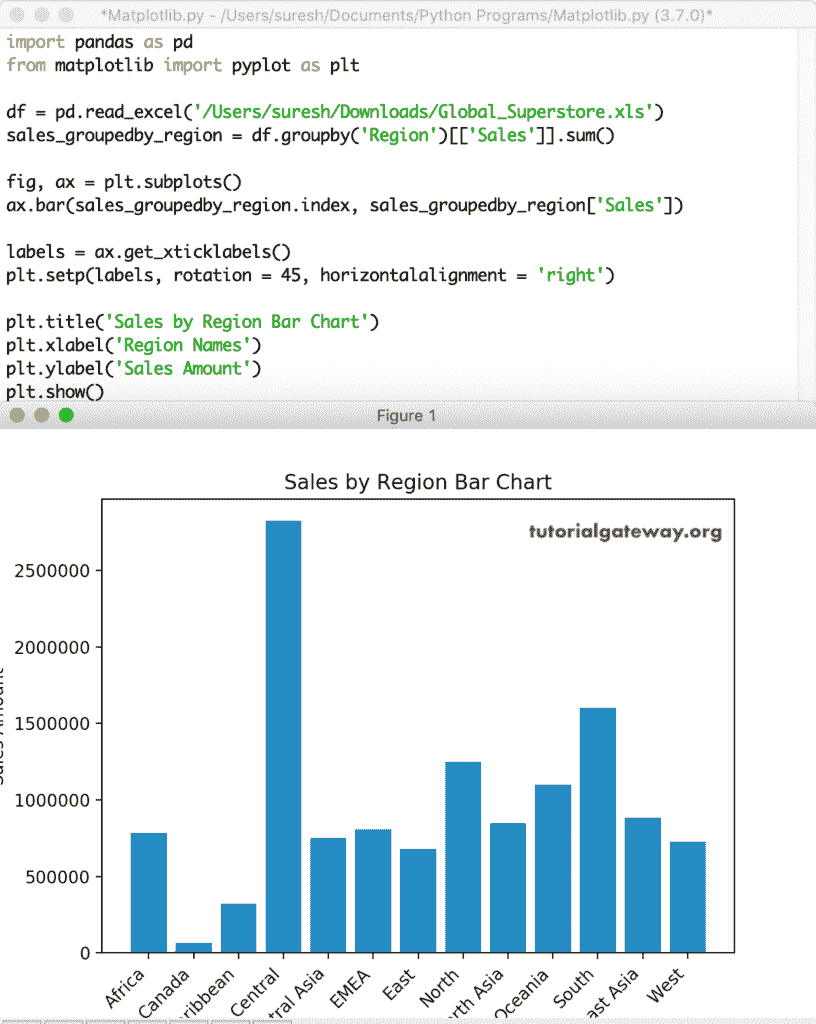 *Matplotlib.py - /Users/suresh/Documents/Python Programs/Matplotlib.py (3.7.0)*
import pandas as pd
from matplotlib import pyplot as plt
df = pd.read_excel('/Users/suresh/Downloads/Global_Superstore.xls')
sales_groupedby_region = df.groupby('Region')[['Sales']].sum()
fig, ax = plt.subplots()
ax.bar(sales_groupedby_region.index, sales_groupedby_region['Sales'])
labels = ax.get_xticklabels()
plt.setp(labels, rotation = 45, horizontalalignment = 'right')
plt.title('Sales by Region Bar Chart')
plt.xlabel('Region Names')
plt.ylabel('Sales Amount')
plt.show()
Figure 1
Sales by Region Bar Chart
tutorialgateway.org
2500000
2000000
1500000
1000000
500000
0
Africa
Canada
ribbean
Central
tral Asia
EMEA
East
North
rth Asia
Oceania
South
ast Asia
West